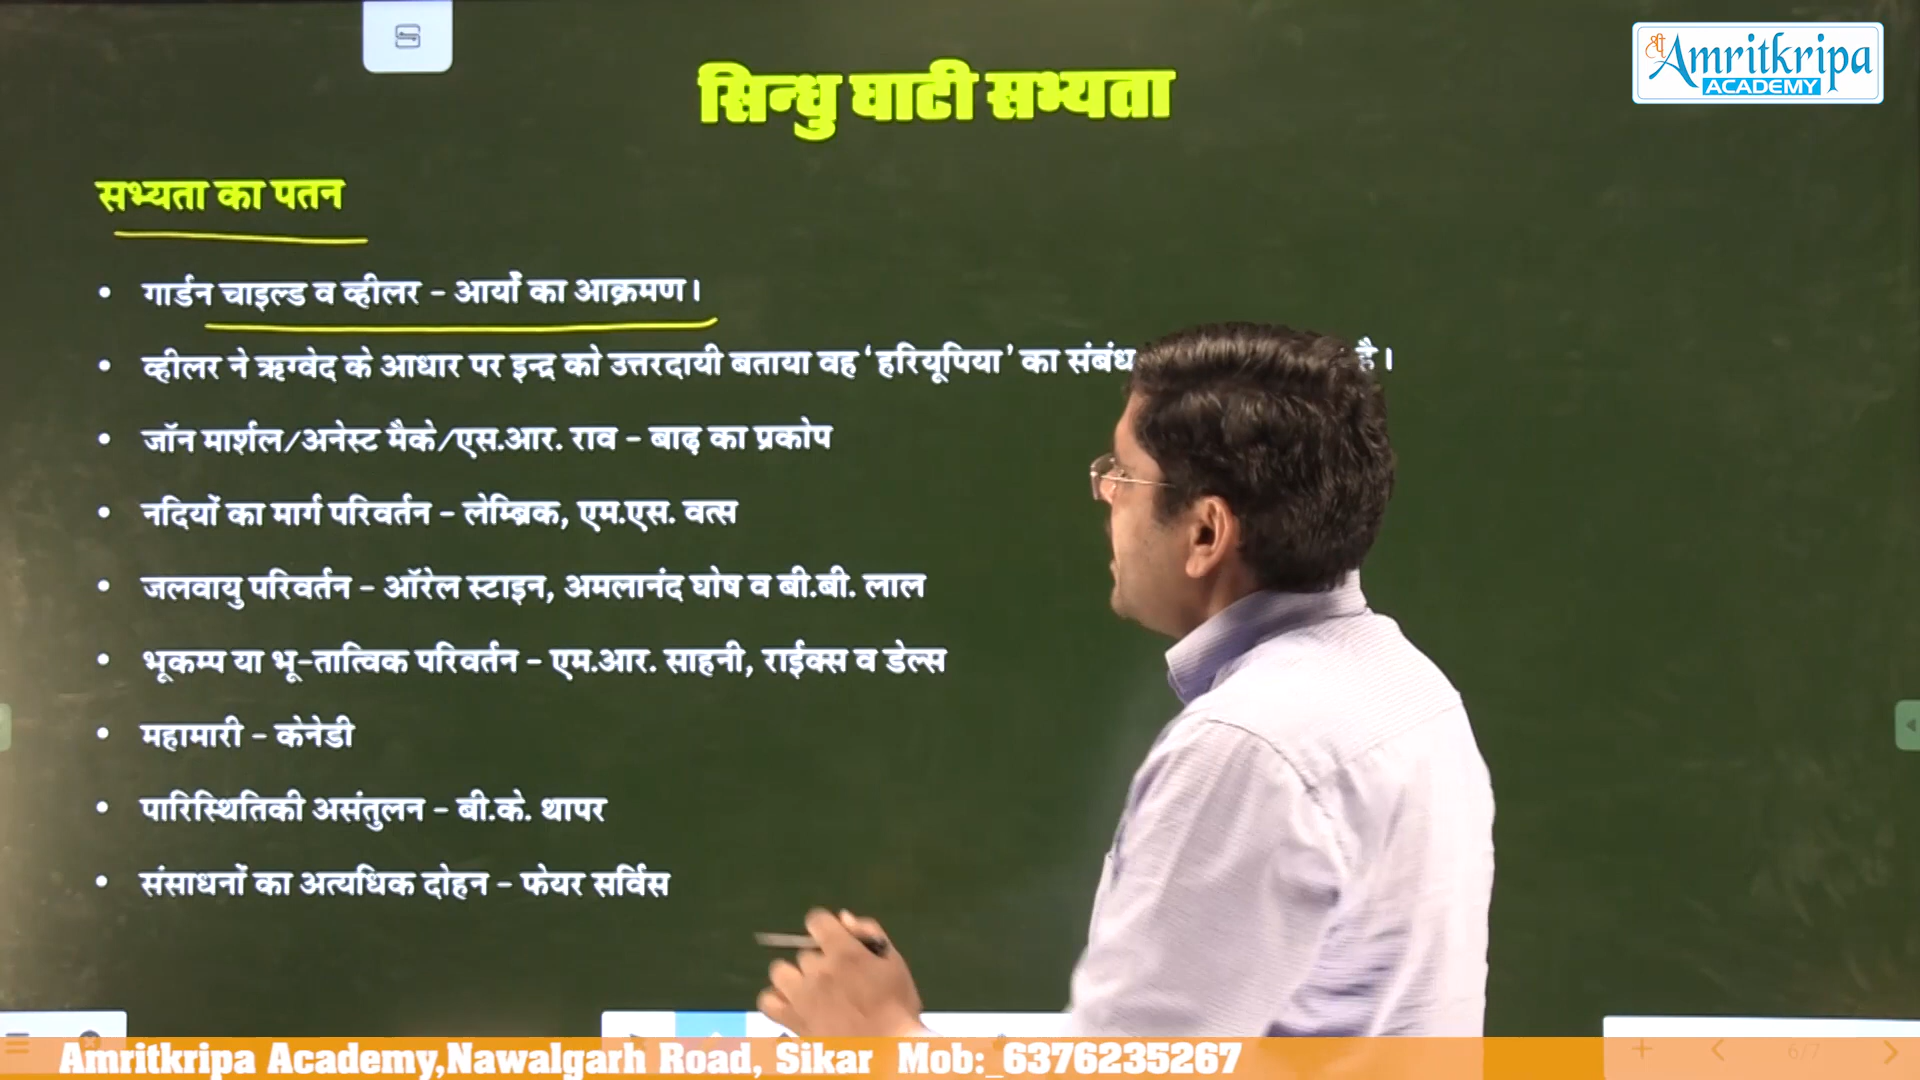 श्री Amritkripa
ACADEMY
सिन्धु घाटी सभ्यता
सभ्यता का पतन
• गार्डन चाइल्ड व व्हीलर - आर्यों का आक्रमण।
• व्हीलर ने ऋग्वेद के आधार पर इन्द्र को उत्तरदायी बताया वह 'हरियूपिया' का संबंध है।
• जॉन मार्शल/अनेस्ट मैके/एस.आर. राव - बाढ़ का प्रकोप
• नदियों का मार्ग परिवर्तन - लेम्ब्रिक, एम.एस. वत्स
• जलवायु परिवर्तन - ऑरेल स्टाइन, अमलानंद घोष व बी.बी. लाल
• भूकम्प या भू-तात्विक परिवर्तन - एम.आर. साहनी, राईक्स व डेल्स
• महामारी - केनेडी
• पारिस्थितिकी असंतुलन - बी.के. थापर
• संसाधनों का अत्यधिक दोहन - फेयर सर्विस
6/7
Amritkripa Academy,Nawalgarh Road, Sikar Mob:_6376235267